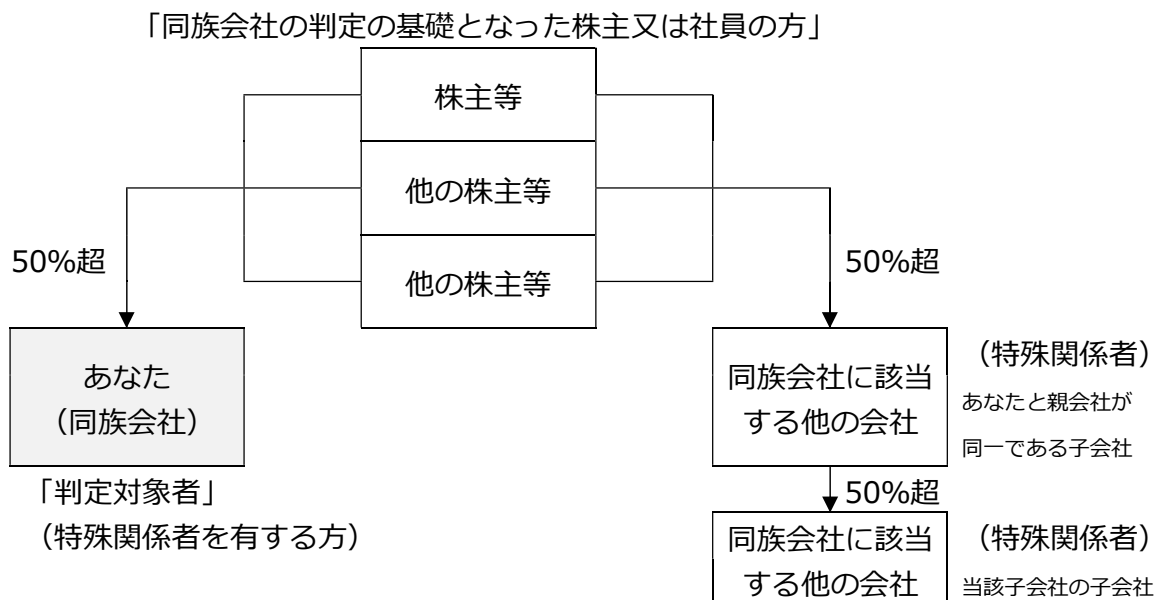 「同族会社の判定の基礎となった株主又は社員の方」
株主等
他の株主等
他の株主等
50%超
50%超
あなた
（同族会社）
同族会社に該当
する他の会社
（特殊関係者）
あなたと親会社が
同一である子会社
「判定対象者」
（特殊関係者を有する方）
50%超
同族会社に該当
する他の会社
（特殊関係者）
当該子会社の子会社